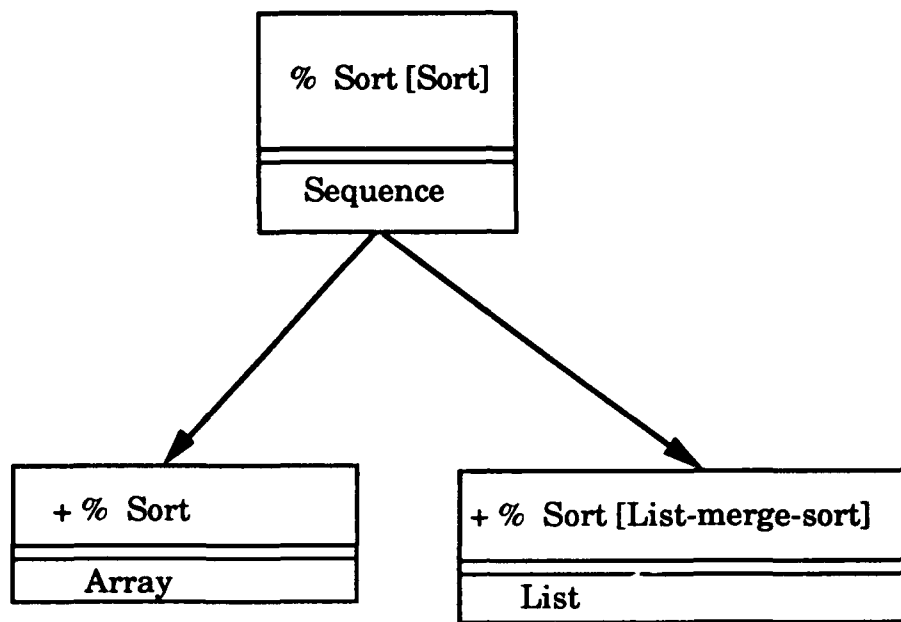 % Sort [Sort]
Sequence
+ % Sort
Array
+ % Sort [List-merge-sort]
List